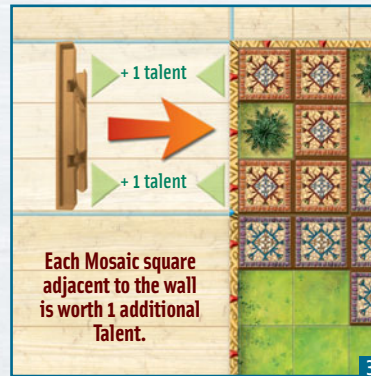 + 1 talent
+ 1 talent
Each Mosaic square
adjacent to the wall
is worth 1 additional
Talent.
3